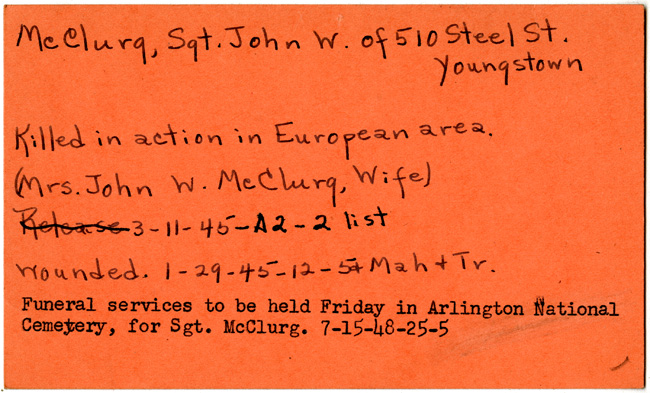 McClurg, Sgt. John W. of 510 Steel St.
Youngstown
Killed in action in European area.
(Mrs. John W. McClurg, Wife)
Release 3-11-45-A2-2 list
wounded. 1-29-45-12-5+ Mah + Tr.
Funeral services to be held Friday in Arlington National
Cemetery, for Sgt. McClurg. 7-15-48-25-5